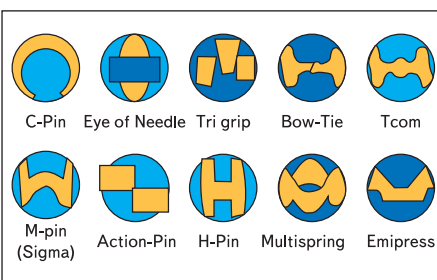 C-Pin Eye of Needle Tri grip Bow-Tie Tcom
M-pin
(Sigma) Action-Pin H-Pin Multispring Emipress